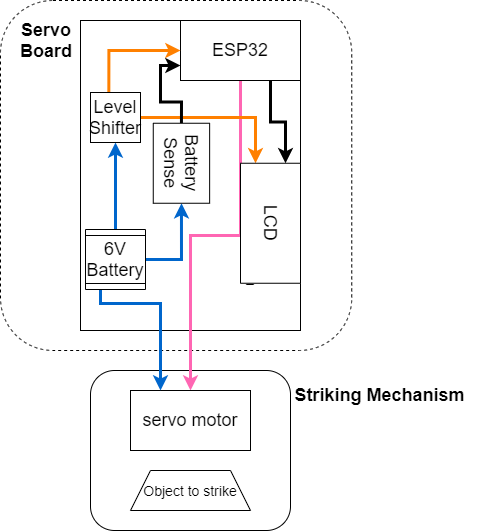 Servo
Board
ESP32
Level
Shifter
Battery
Sense
LCD
6V
Battery
Striking Mechanism
servo motor
Object to strike